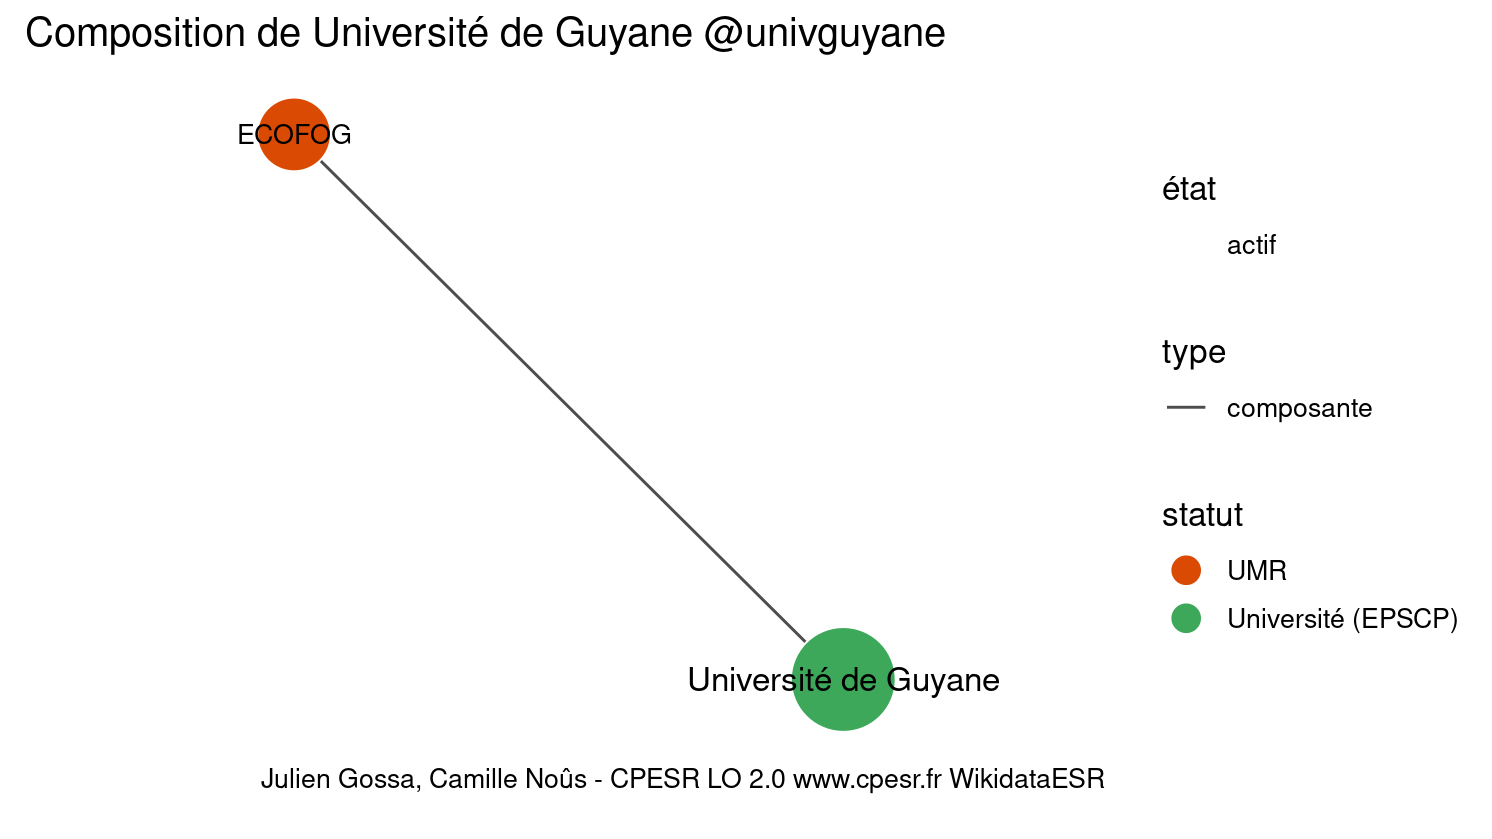 Composition de Université de Guyane @univguyane
ECOFOG
état
actif
type
composante
statut
UMR
Université (EPSCP)
Université de Guyane
Julien Gossa, Camille Noûs - CPESR LO 2.0 www.cpesr.fr WikidataESR